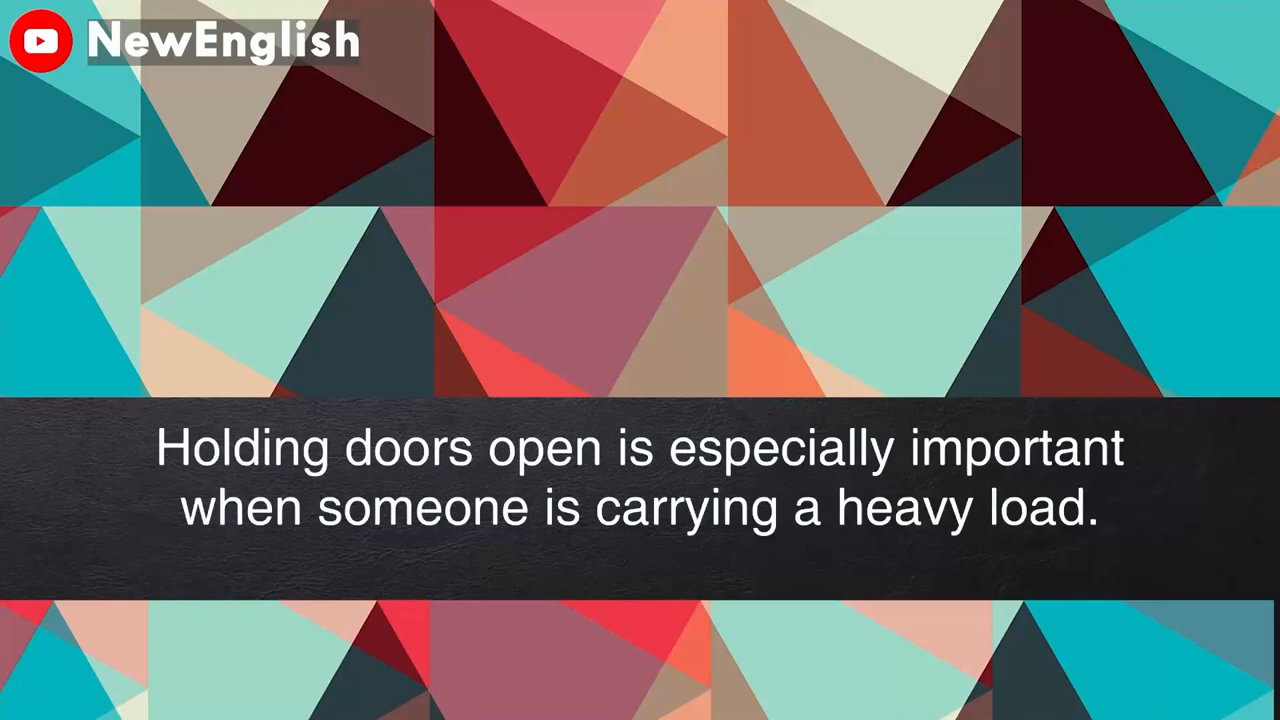 NewEnglish
Holding doors open is especially important
when someone is carrying a heavy load.